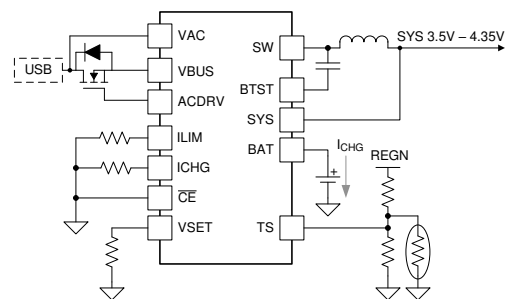 VAC
SW
SYS 3.5V – 4.35V
USB
VBUS
BTST
ACDRV
SYS
ILIM
BAT
ICHG
REGN
ICHG
CE
VSET
TS
+